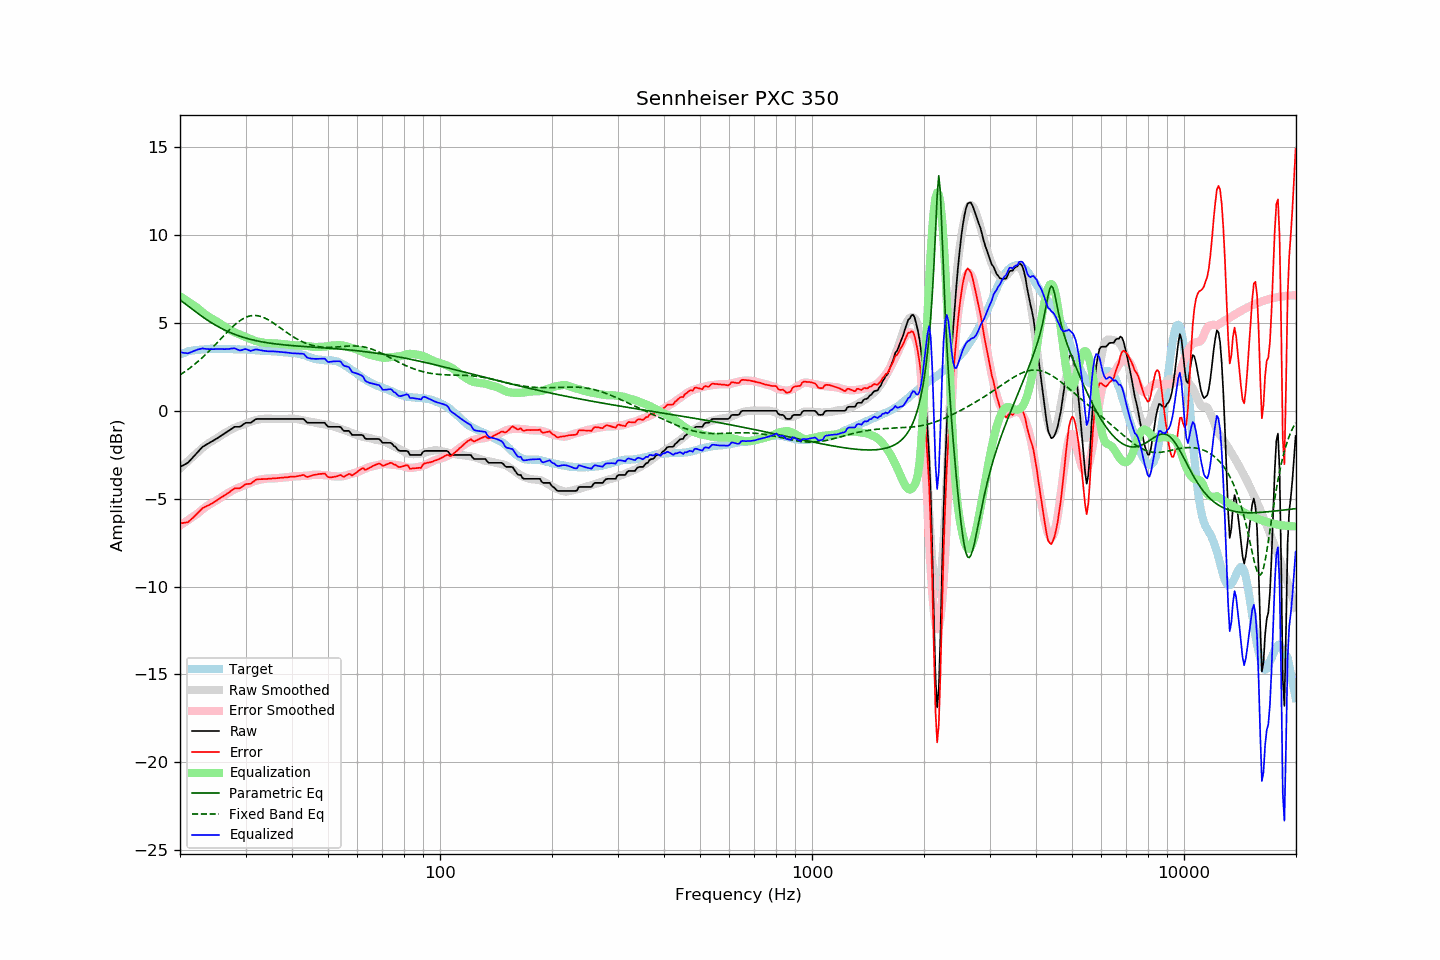 Sennheiser PXC 350
Amplitude (dBr)
15
10
5
0
−5
−10
−15
−20
−25
Target
Raw Smoothed
Error Smoothed
Raw
Error
Equalization
Parametric Eq
Fixed Band Eq
Equalized
100
1000
10000
Frequency (Hz)